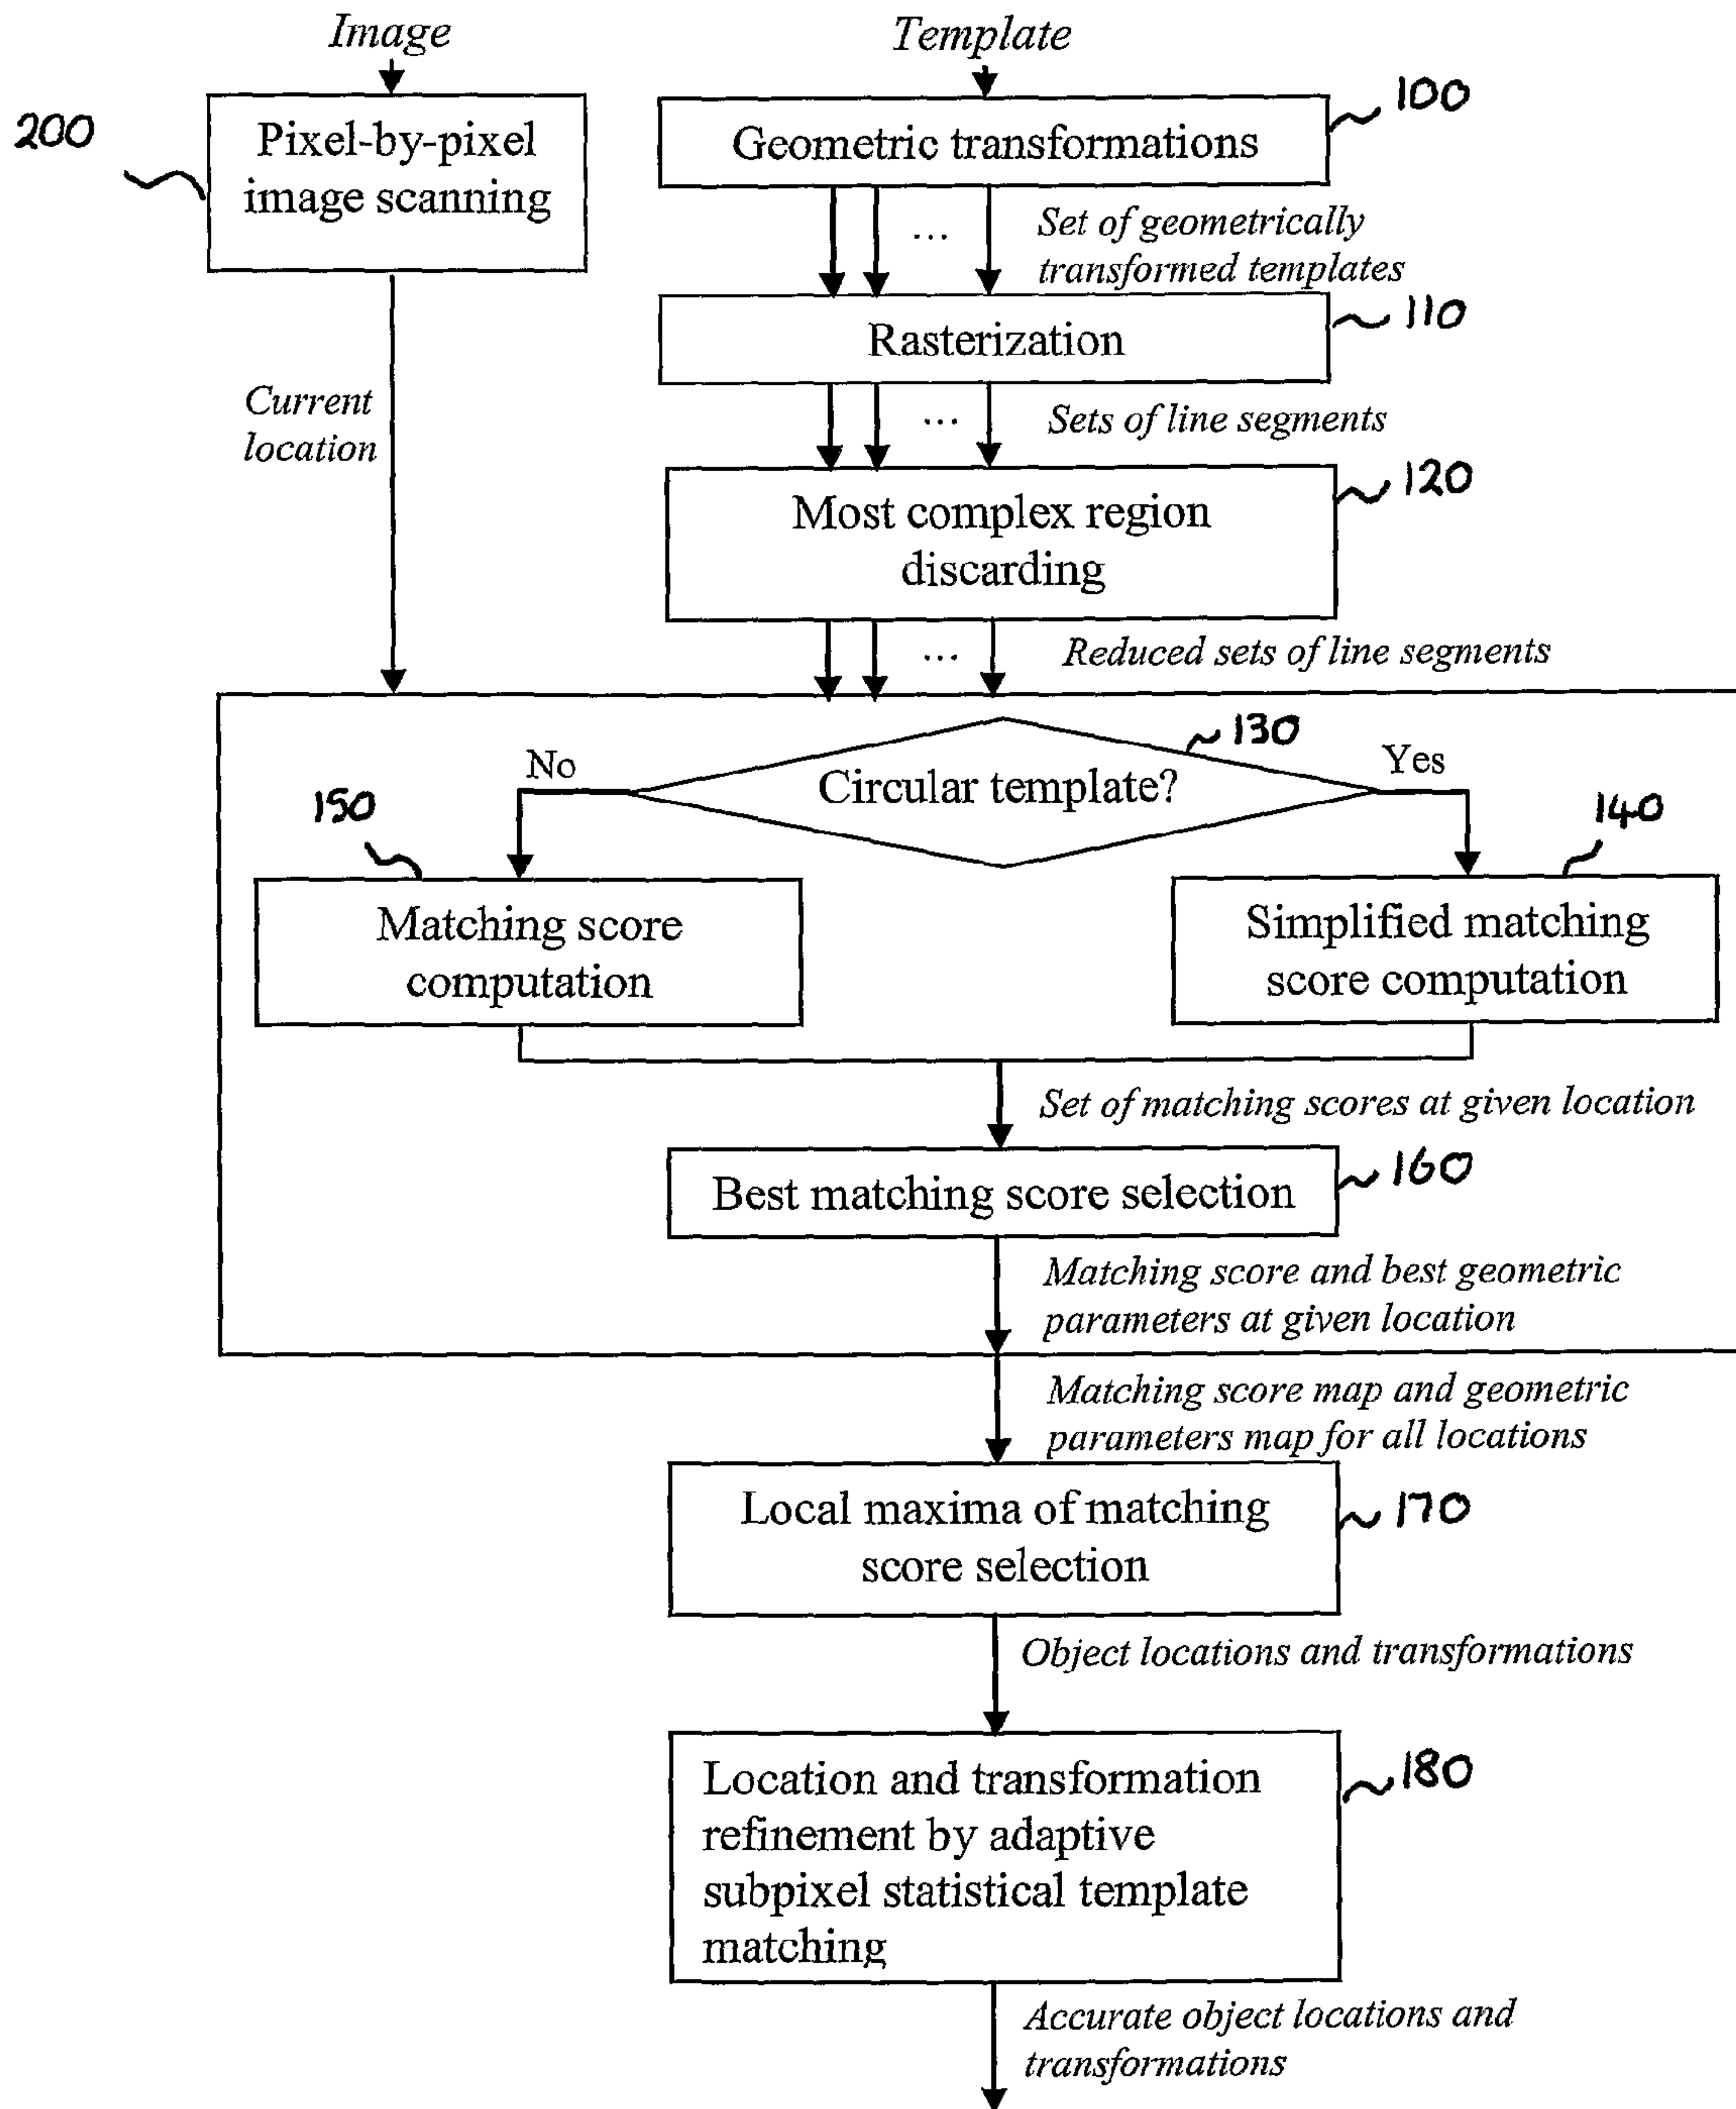 Image
Template
200
Pixel-by-pixel
image scanning
100
Geometric transformations
...
Set of geometrically
transformed templates
110
Rasterization
Current
location
...
Sets of line segments
120
Most complex region
discarding
...
Reduced sets of line segments
130
No
Circular template?
Yes
150
140
Matching score
computation
Simplified matching
score computation
Set of matching scores at given location
160
Best matching score selection
Matching score and best geometric
parameters at given location
Matching score map and geometric
parameters map for all locations
Local maxima of matching
score selection
170
Object locations and transformations
Location and transformation
refinement by adaptive
subpixel statistical template
matching
180
Accurate object locations and
transformations